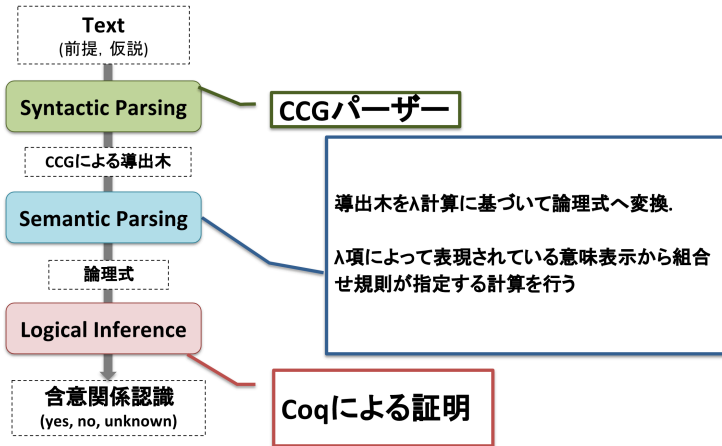 Text
(前提, 仮説)
Syntactic Parsing
CCGパーザー
CCGによる導出木
Semantic Parsing
導出木をλ計算に基づいて論理式へ変換.
λ項によって表現されている意味表示から組合
せ規則が指定する計算を行う
論理式
Logical Inference
Coqによる証明
含意関係認識
(yes, no, unknown)